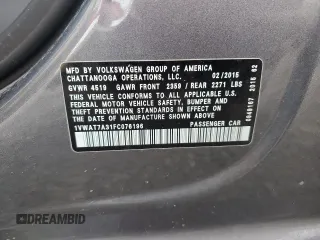 MFD BY VOLKSWAGEN GROUP OF AMERICA
CHATTANOOGA OPERATIONS, LLC. 02/2015
GVWR 4519 GAWR FRONT 2359 / REAR 2271 LBS
THIS VEHICLE CONFORMS TO ALL APPLICABLE
FEDERAL MOTOR VEHICLE SAFETY, BUMPER AND
THEFT PREVENTION STANDARDS IN EFFECT ON
THE DATE OF MANUFACTURE SHOWN ABOVE.
1VWAT7A31FC076196 PASSENGER CAR
DREAMBID